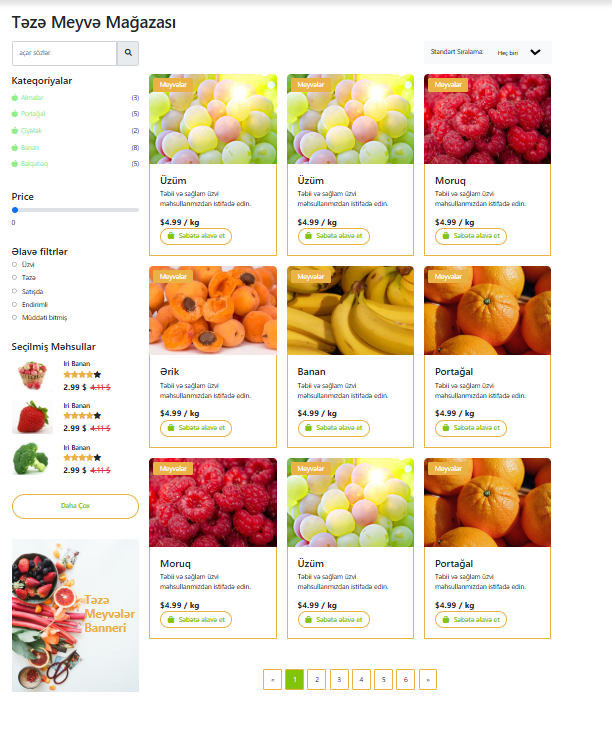 Təzə Meyvə Mağazası
açar sözlər
Standart Sıralama: Heç biri
Kateqoriyalar
Almalar (3)
Portağal (5)
Çiyələk (2)
Banan (8)
Balqabaq (5)
Price
0
Əlavə filtrlər
Üzvi
Təzə
Satışda
Endirimli
Müddəti bitmiş
Seçilmiş Məhsullar
Iri Banan
2.99 $ 4.11 $
Iri Banan
2.99 $ 4.11 $
Iri Banan
2.99 $ 4.11 $
Daha Çox
Təzə
Meyvələr
Banneri
Meyvələr
Üzüm
Təbii və sağlam üzvi
məhsullarımızdan istifadə edin.
$4.99 / kg
Səbətə əlavə et
Meyvələr
Üzüm
Təbii və sağlam üzvi
məhsullarımızdan istifadə edin.
$4.99 / kg
Səbətə əlavə et
Meyvələr
Moruq
Təbii və sağlam üzvi
məhsullarımızdan istifadə edin.
$4.99 / kg
Səbətə əlavə et
Meyvələr
Ərik
Təbii və sağlam üzvi
məhsullarımızdan istifadə edin.
$4.99 / kg
Səbətə əlavə et
Meyvələr
Banan
Təbii və sağlam üzvi
məhsullarımızdan istifadə edin.
$4.99 / kg
Səbətə əlavə et
Meyvələr
Portağal
Təbii və sağlam üzvi
məhsullarımızdan istifadə edin.
$4.99 / kg
Səbətə əlavə et
Meyvələr
Moruq
Təbii və sağlam üzvi
məhsullarımızdan istifadə edin.
$4.99 / kg
Səbətə əlavə et
Meyvələr
Üzüm
Təbii və sağlam üzvi
məhsullarımızdan istifadə edin.
$4.99 / kg
Səbətə əlavə et
Meyvələr
Portağal
Təbii və sağlam üzvi
məhsullarımızdan istifadə edin.
$4.99 / kg
Səbətə əlavə et
« 1 2 3 4 5 6 »